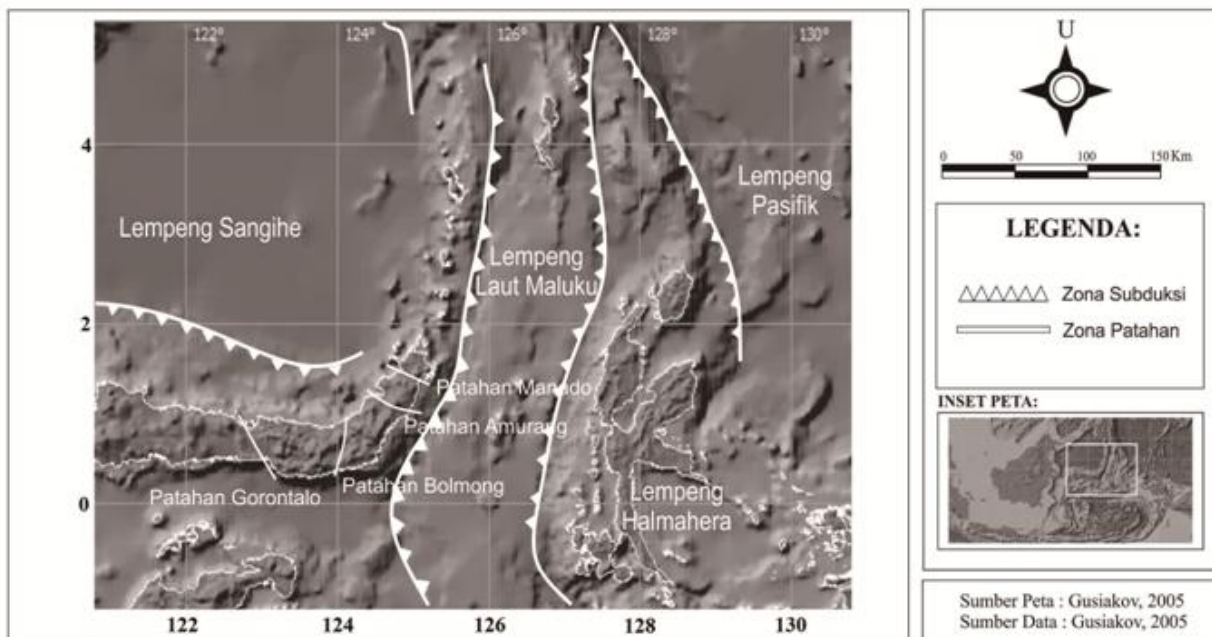 122°
124°
126°
128°
130°
4
2
0
Lempeng Sangihe
Lempeng
Laut Maluku
Lempeng
Pasifik
Patahan Manado
Patahan Amurang
Patahan Gorontalo
Patahan Bolmong
Lempeng
Halmahera
122
124
126
128
130
U
0
50
100
150 Km
LEGENDA:
Zona Subduksi
Zona Patahan
INSET PETA:
Sumber Peta : Gusiakov, 2005
Sumber Data : Gusiakov, 2005